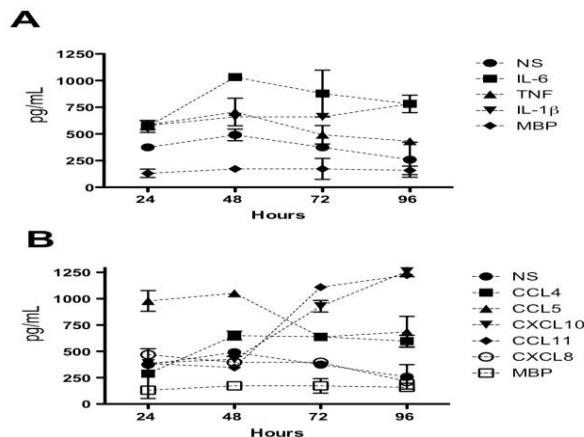 A
1250
1000
750
500
250
0
pg/mL
24 48 72 96
Hours
NS
IL-6
TNF
IL-1β
MBP
B
1250
1000
750
500
250
0
pg/mL
24 48 72 96
Hours
NS
CCL4
CCL5
CXCL10
CCL11
CXCL8
MBP